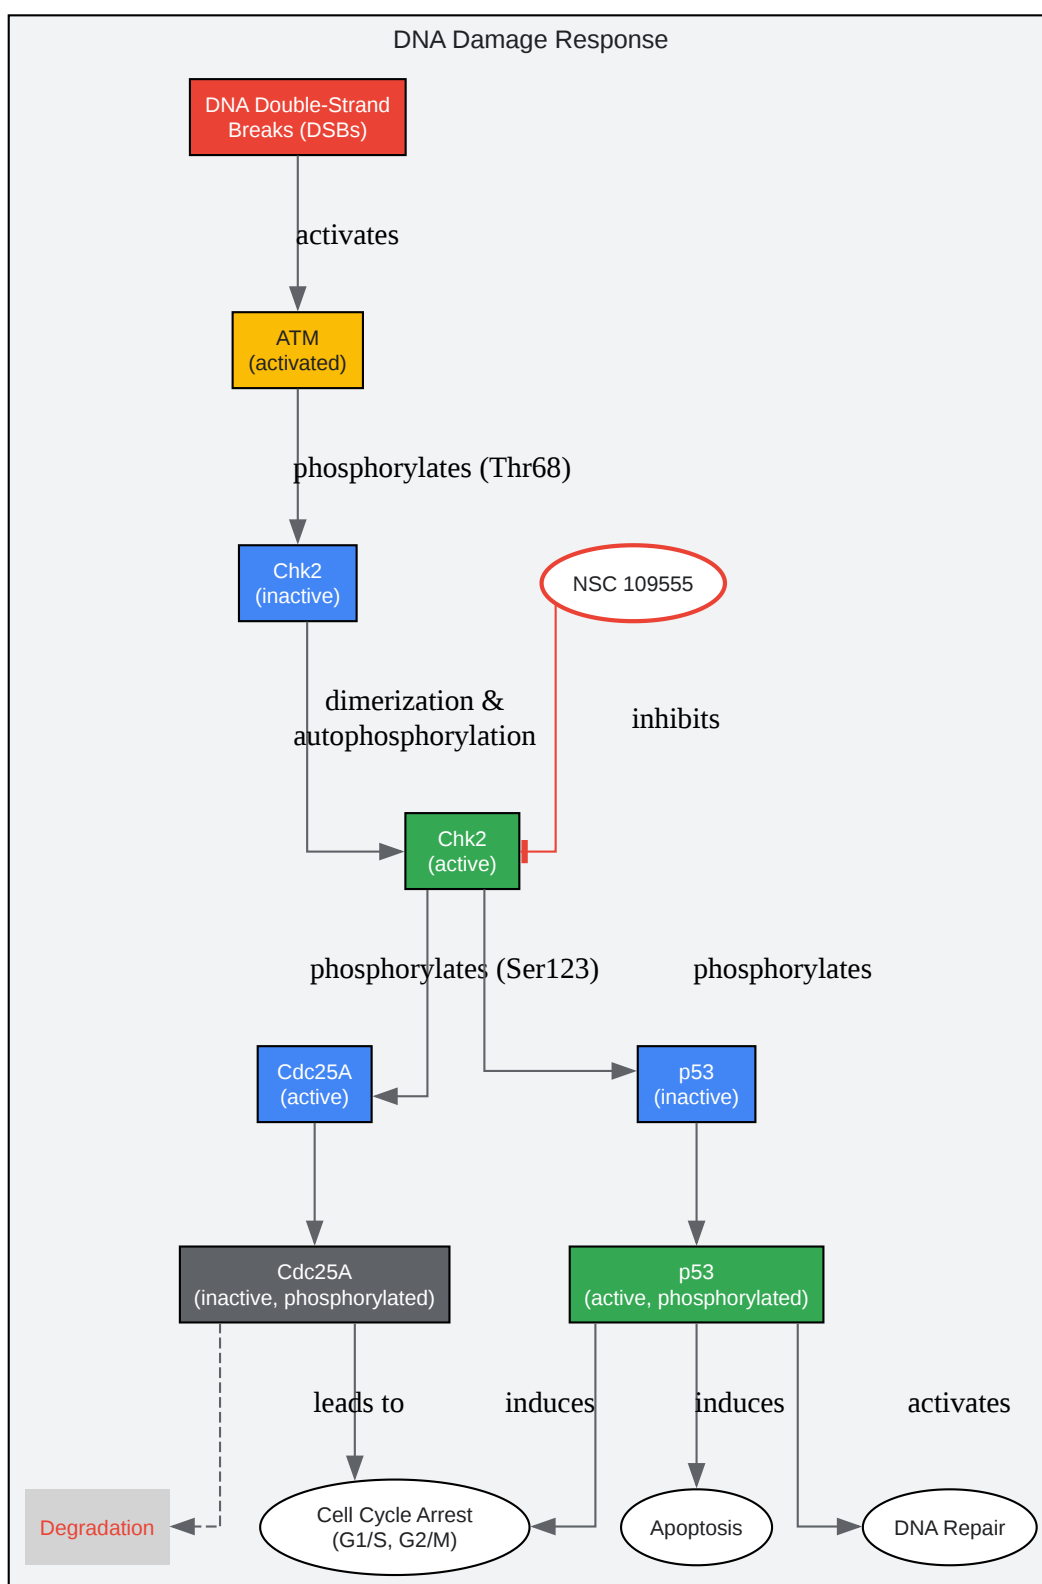 DNA Damage Response
DNA Double-Strand
Breaks (DSBs)
activates
ATM
(activated)
phosphorylates (Thr68)
Chk2
(inactive)
NSC 109555
dimerization &
autophosphorylation
inhibits
Chk2
(active)
phosphorylates (Ser123)
phosphorylates
Cdc25A
(active)
p53
(inactive)
Cdc25A
(inactive, phosphorylated)
p53
(active, phosphorylated)
leads to
induces
induces
activates
Degradation
Cell Cycle Arrest
(G1/S, G2/M)
Apoptosis
DNA Repair